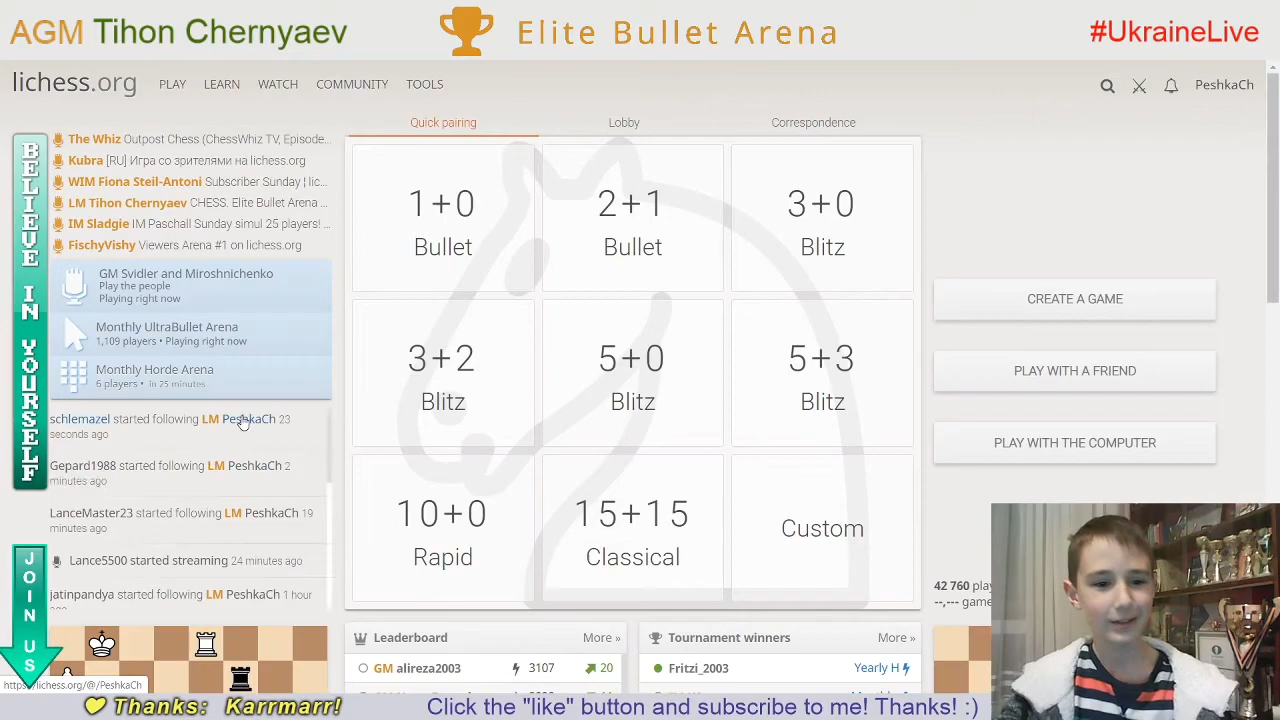 AGM Tihon Chernyaev
Elite Bullet Arena
#UkraineLive
lichess.org
PLAY LEARN WATCH COMMUNITY TOOLS
PeshkaCh
BELIEVE IN YOURSELF
JOIN US
The Whiz Outpost Chess (ChessWhiz TV, Episode...
Kubra [RU] Игра со зрителями на lichess.org
WIM Fiona Steil-Antoni Subscriber Sunday ¦ lic...
LM Tihon Chernyaev CHESS. Elite Bullet Arena ...
IM Sladgie IM Paschall Sunday simul 25 players! ...
FischyVishy Viewers Arena #1 on lichess.org
GM Svidler and Miroshnichenko
Play the people
Playing right now
Monthly UltraBullet Arena
1,109 players • Playing right now
Monthly Horde Arena
6 players • in 25 minutes
schlemazel started following LM PeshkaCh 23
seconds ago
Gepard1988 started following LM PeshkaCh 2
minutes ago
LanceMaster23 started following LM PeshkaCh 19
minutes ago
Lance5500 started streaming 24 minutes ago
jatinpandya started following LM PeshkaCh 1 hour
https://lichess.org/@/PeshkaCh
Quick pairing Lobby Correspondence
1+0
Bullet
2+1
Bullet
3+0
Blitz
3+2
Blitz
5+0
Blitz
5+3
Blitz
10+0
Rapid
15+15
Classical
Custom
CREATE A GAME
PLAY WITH A FRIEND
PLAY WITH THE COMPUTER
42 760 play
--,--- game
Leaderboard More »
GM alireza2003 3107 20
Tournament winners More »
Fritzi_2003 Yearly H
Thanks: Karrmarr!
Click the "like" button and subscribe to me! Thanks! :)